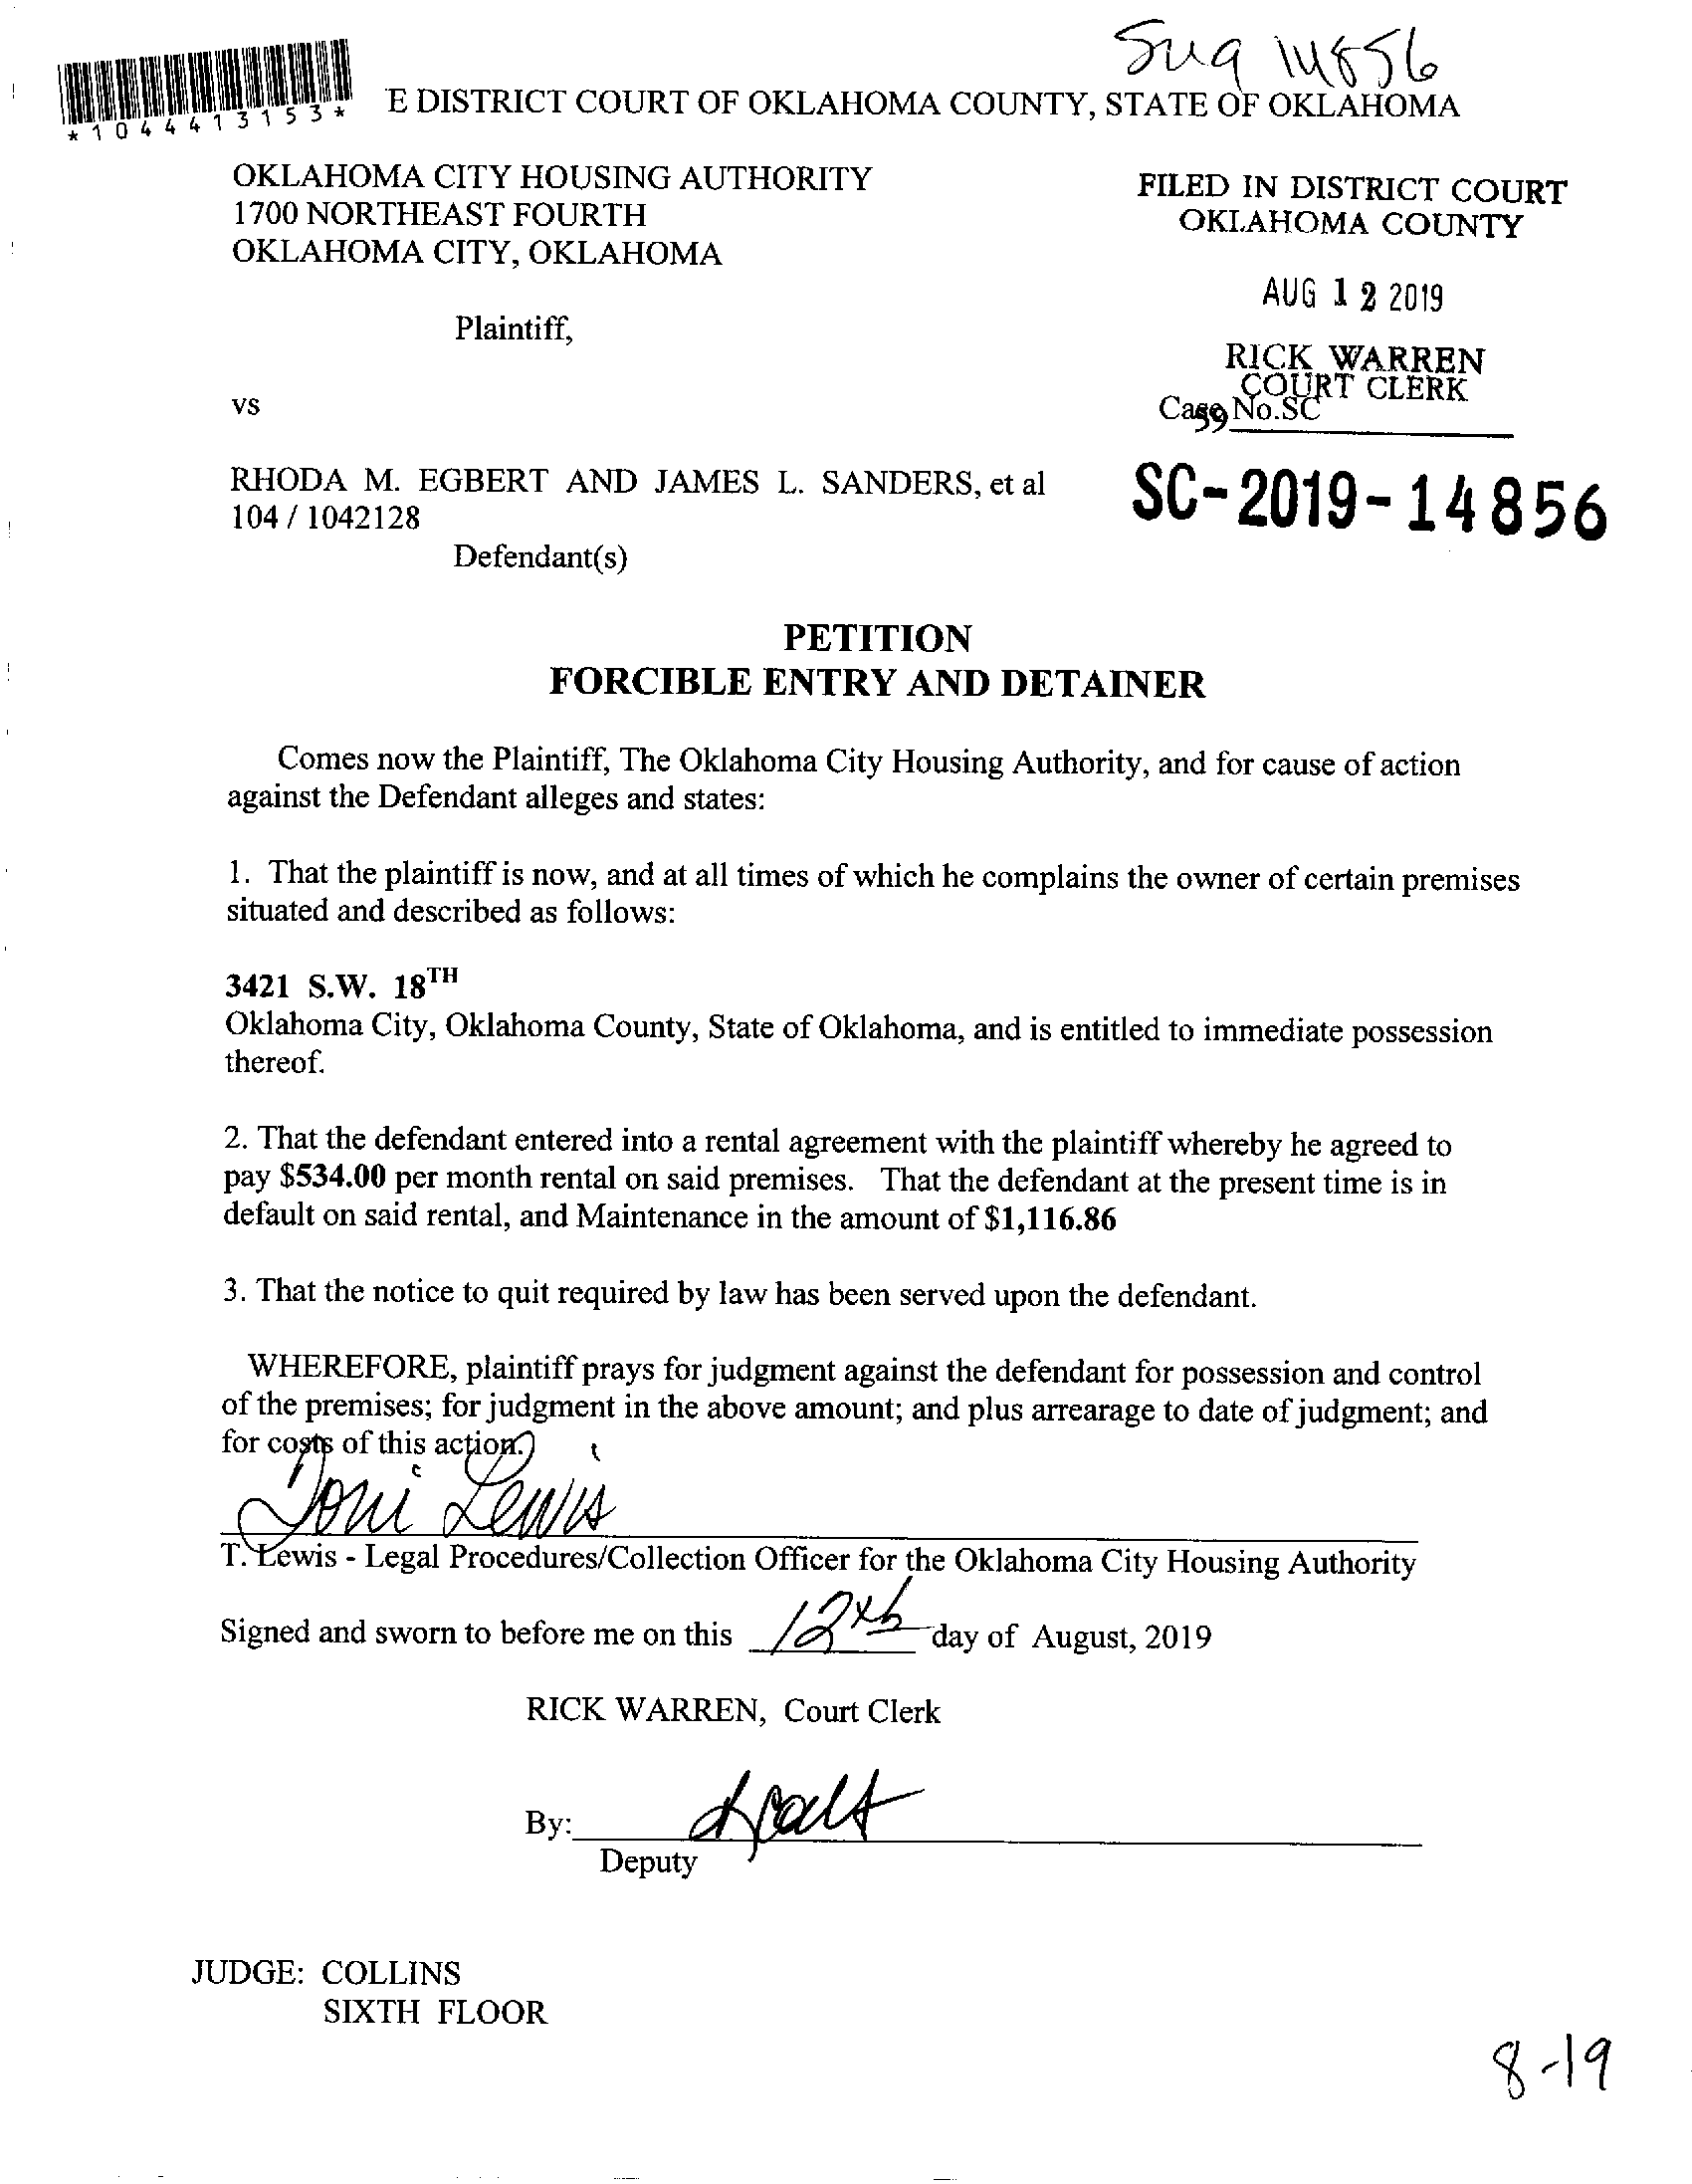 14856
*1044413153*
E DISTRICT COURT OF OKLAHOMA COUNTY, STATE OF OKLAHOMA
OKLAHOMA CITY HOUSING AUTHORITY
1700 NORTHEAST FOURTH
OKLAHOMA CITY, OKLAHOMA
FILED IN DISTRICT COURT
OKLAHOMA COUNTY
AUG 12 2019
Plaintiff,
RICK WARREN
COURT CLERK
vs
Case No.SC
39
RHODA M. EGBERT AND JAMES L. SANDERS, et al
104 / 1042128
SC-2019-14856
Defendant(s)
PETITION
FORCIBLE ENTRY AND DETAINER
Comes now the Plaintiff, The Oklahoma City Housing Authority, and for cause of action
against the Defendant alleges and states:
1. That the plaintiff is now, and at all times of which he complains the owner of certain premises
situated and described as follows:
3421 S.W. 18TH
Oklahoma City, Oklahoma County, State of Oklahoma, and is entitled to immediate possession
thereof.
2. That the defendant entered into a rental agreement with the plaintiff whereby he agreed to
pay $534.00 per month rental on said premises. That the defendant at the present time is in
default on said rental, and Maintenance in the amount of $1,116.86
3. That the notice to quit required by law has been served upon the defendant.
WHEREFORE, plaintiff prays for judgment against the defendant for possession and control
of the premises; for judgment in the above amount; and plus arrearage to date of judgment; and
for costs of this action.
Toni Lewis
T. Lewis - Legal Procedures/Collection Officer for the Oklahoma City Housing Authority
Signed and sworn to before me on this 12th day of August, 2019
RICK WARREN, Court Clerk
By:
Deputy
JUDGE: COLLINS
SIXTH FLOOR
8-19